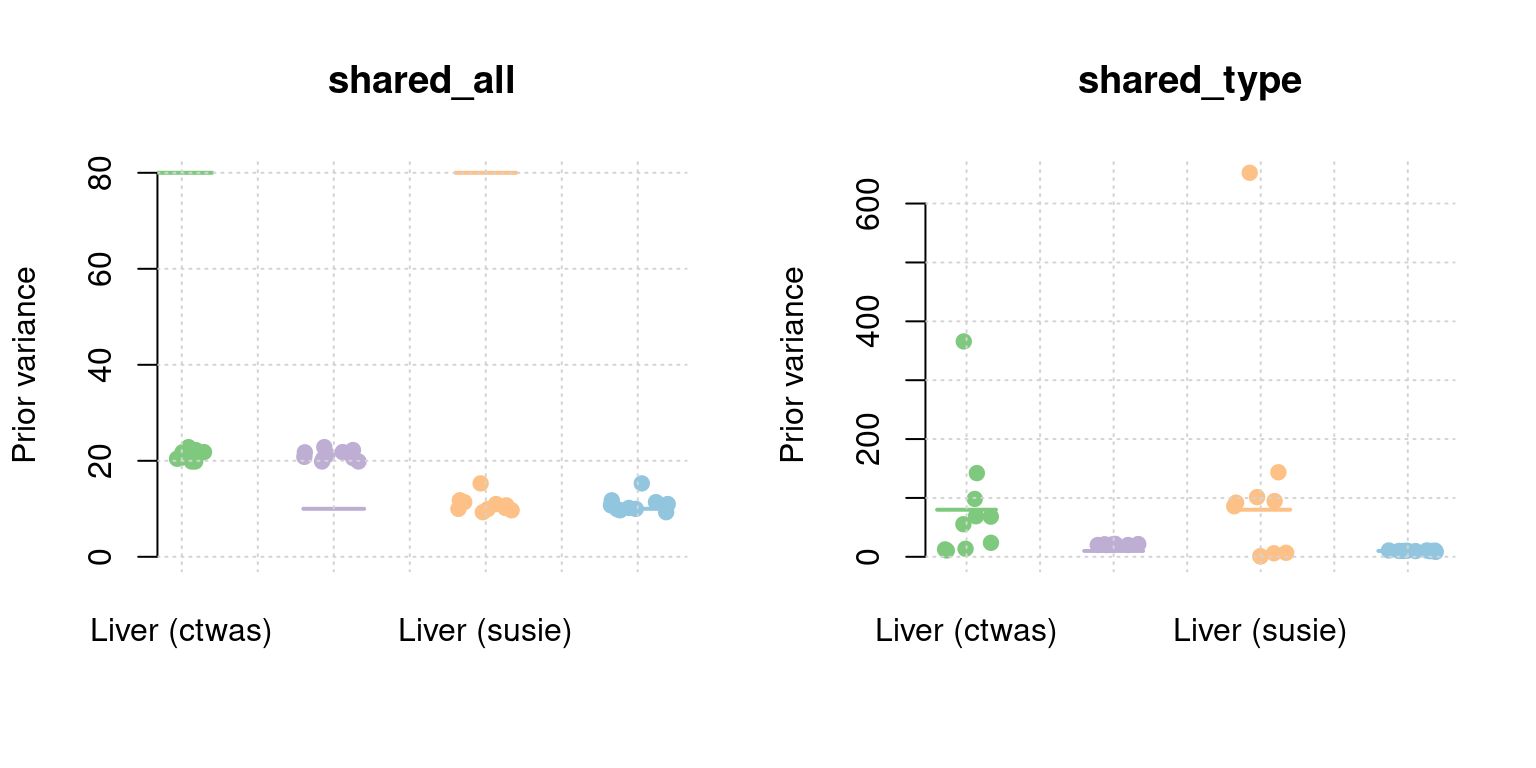 shared_all
Prior variance
80
60
40
20
0
Liver (ctwas)
Liver (susie)
shared_type
Prior variance
600
400
200
0
Liver (ctwas)
Liver (susie)